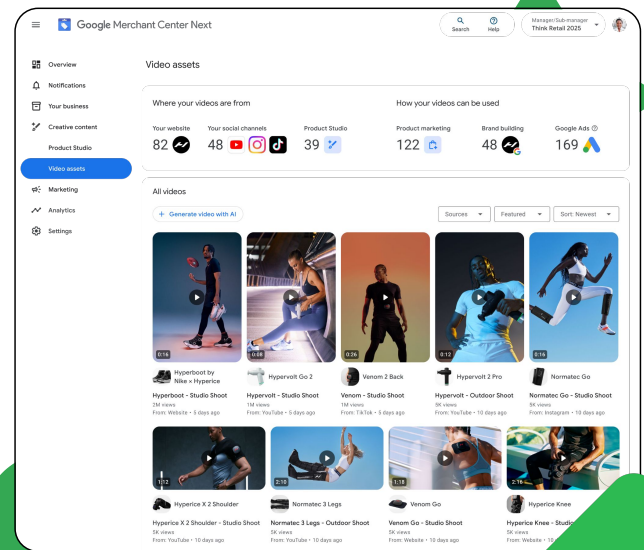 Google Merchant Center Next
Search
Help
Manager/Sub-manager
Think Retail 2025
Overview
Notifications
Your business
Creative content
Product Studio
Video assets
Marketing
Analytics
Settings
Video assets
Where your videos are from
How your videos can be used
Your website
Your social channels
Product Studio
Product marketing
Brand building
Google Ads
82
48
39
122
48
169
All videos
+ Generate video with AI
Sources
Featured
Sort: Newest
0:16
0:08
0:26
0:12
0:16
Hyperboot by
Nike × Hyperice
Hypervolt Go 2
Venom 2 Back
Hypervolt 2 Pro
Normatec Go
Hyperboot - Studio Shoot
Hypervolt - Studio Shoot
Venom - Studio Shoot
Hypervolt - Outdoor Shoot
Normatec Go - Studio Shoot
2M views
1M views
1M views
9K views
5K views
From: Website • 5 days ago
From: YouTube • 5 days ago
From: TikTok • 5 days ago
From: YouTube • 10 days ago
From: Instagram • 10 days ago
1:12
2:10
1:18
2:18
Hyperice X 2 Shoulder
Normatec 3 Legs
Venom Go
Hyperice Knee
Hyperice X 2 Shoulder - Studio Shoot
Normatec 3 Legs - Outdoor Shoot
Venom Go - Studio Shoot
Hyperice Knee - Studio
5K views
5K views
5K views
5K views
From: YouTube • 10 days ago
From: YouTube • 10 days ago
From: Website • 10 days ago
From: Website • 10